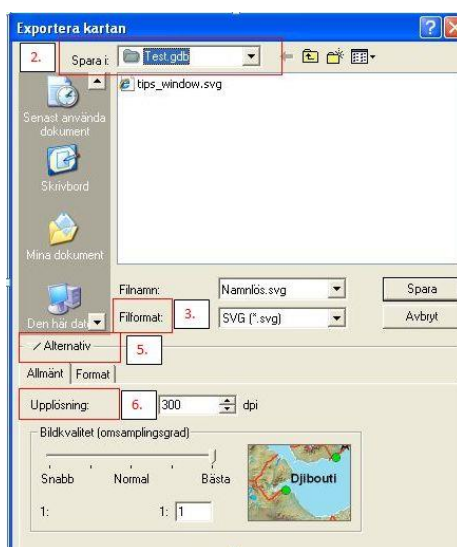 Exportera kartan
2. Spara i: Test.gdb
tips_window.svg
Senast använda
dokument
Skrivbord
Mina dokument
Den här dat
Filnamn: Namnlös.svg Spara
Filformat: 3. SVG (*.svg) Avbryt
Alternativ 5.
Allmänt Format
Upplösning: 6. 300 dpi
Bildkvalitet (omsamplingsgrad)
Snabb Normal Bästa
Djibouti
1: 1: 1